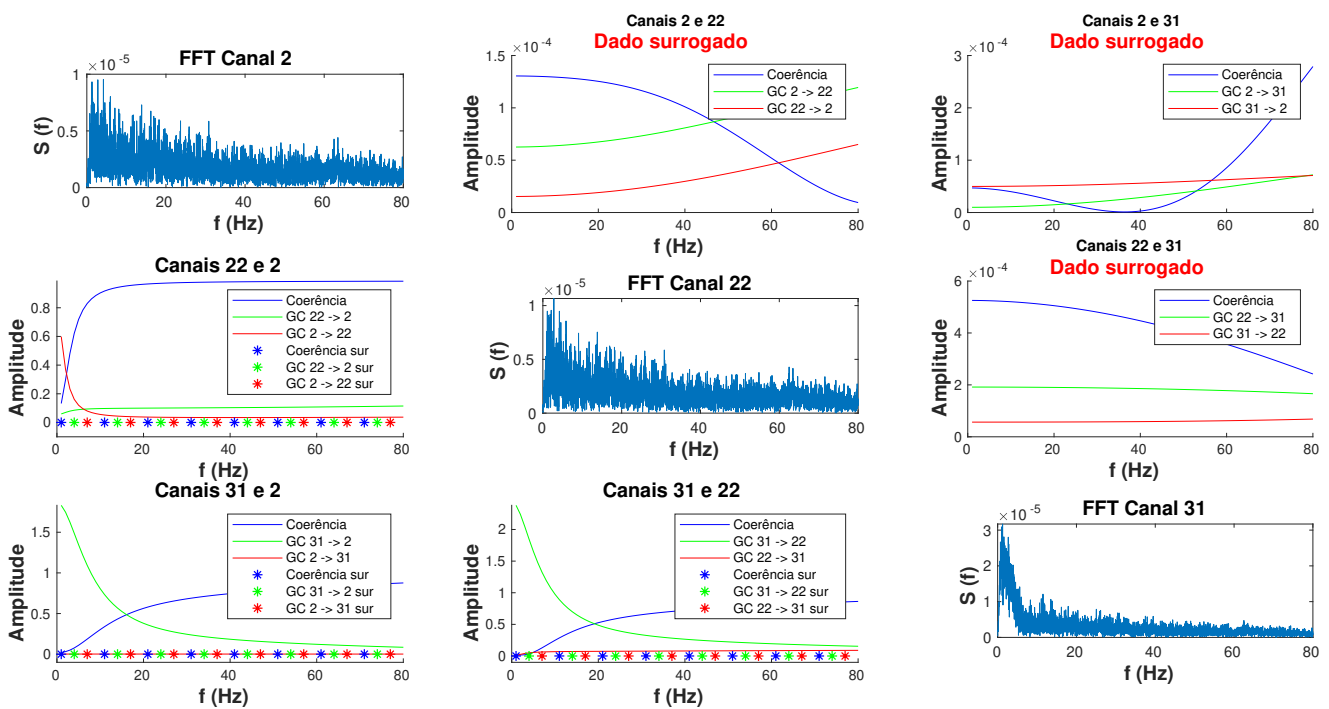 FFT Canal 2
×10^-5
1
0.5
0
S (f)
0 20 40 60 80
f (Hz)
Canais 2 e 22
Dado surrogado
×10^-4
1.5
1
0.5
0
Amplitude
Coerência
GC 2 -> 22
GC 22 -> 2
0 20 40 60 80
f (Hz)
Canais 2 e 31
Dado surrogado
×10^-4
3
2
1
0
Amplitude
Coerência
GC 2 -> 31
GC 31 -> 2
0 20 40 60 80
f (Hz)
Canais 22 e 2
0.8
0.6
0.4
0.2
0
Amplitude
Coerência
GC 22 -> 2
GC 2 -> 22
Coerência sur
GC 22 -> 2 sur
GC 2 -> 22 sur
0 20 40 60 80
f (Hz)
FFT Canal 22
×10^-5
1
0.5
0
S (f)
0 20 40 60 80
f (Hz)
Canais 22 e 31
Dado surrogado
×10^-4
6
4
2
0
Amplitude
Coerência
GC 22 -> 31
GC 31 -> 22
0 20 40 60 80
f (Hz)
Canais 31 e 2
1.5
1
0.5
0
Amplitude
Coerência
GC 31 -> 2
GC 2 -> 31
Coerência sur
GC 31 -> 2 sur
GC 2 -> 31 sur
0 20 40 60 80
f (Hz)
Canais 31 e 22
2
1.5
1
0.5
0
Amplitude
Coerência
GC 31 -> 22
GC 22 -> 31
Coerência sur
GC 31 -> 22 sur
GC 22 -> 31 sur
0 20 40 60 80
f (Hz)
FFT Canal 31
×10^-5
3
2
1
0
S (f)
0 20 40 60 80
f (Hz)